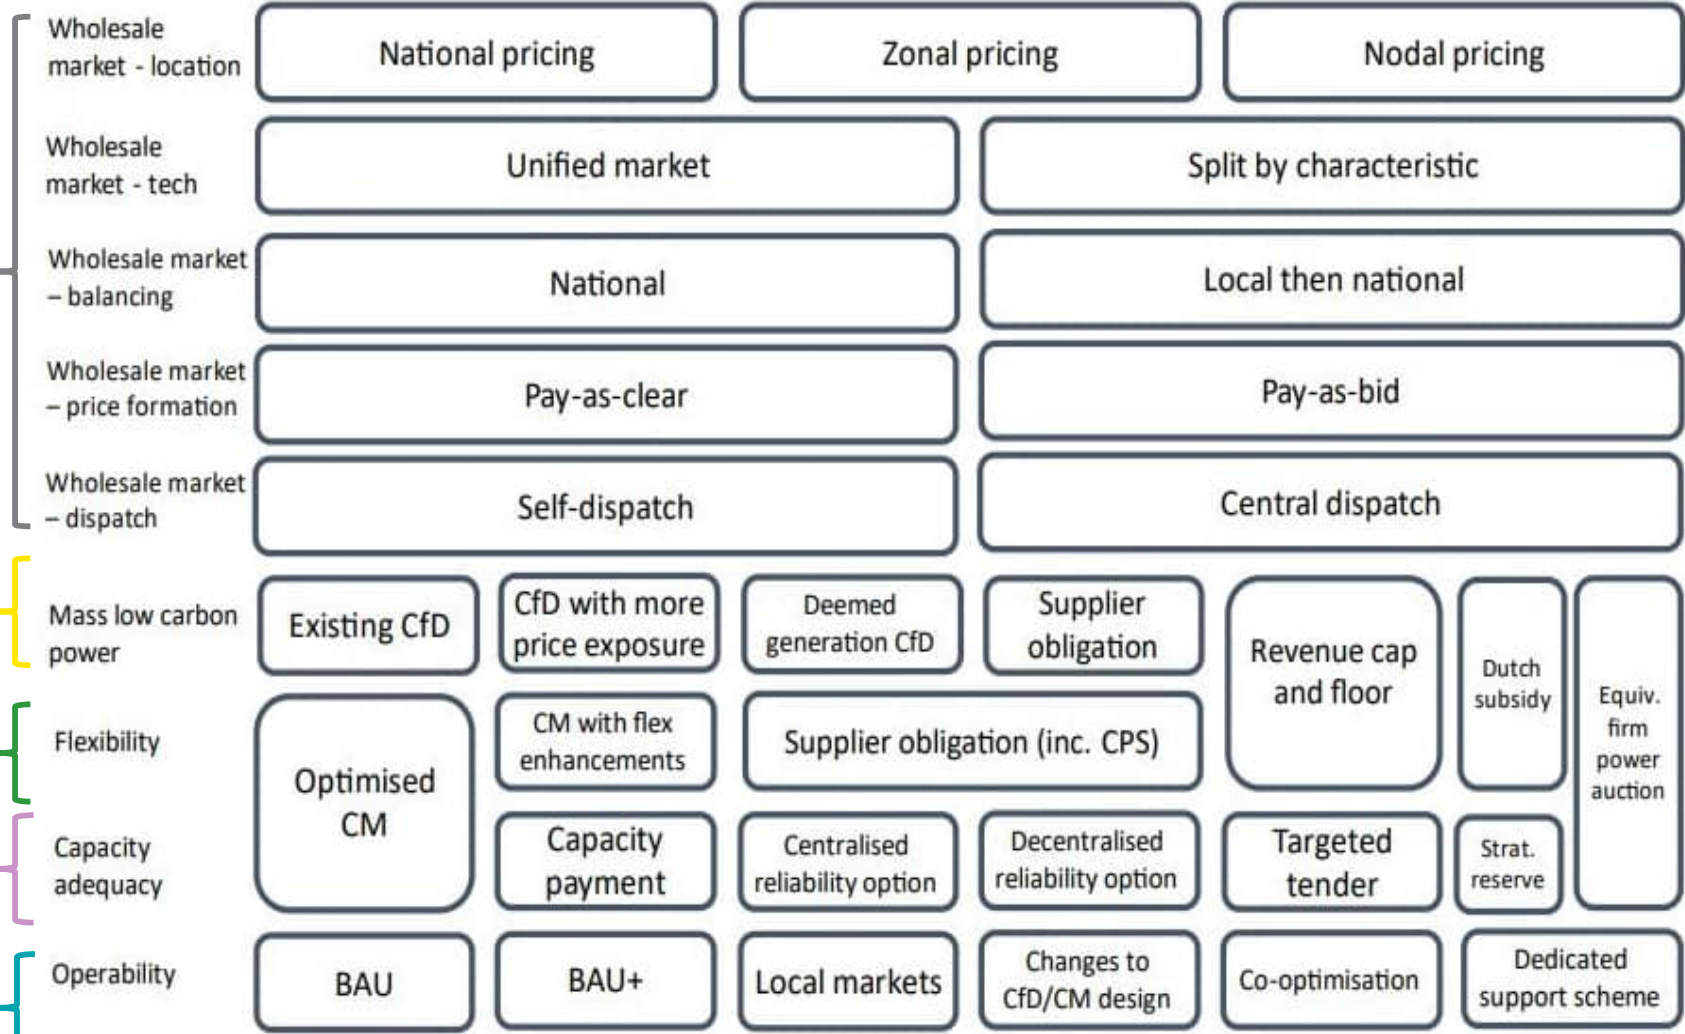 Wholesale
market - location
National pricing
Zonal pricing
Nodal pricing
Wholesale
market - tech
Unified market
Split by characteristic
Wholesale market
– balancing
National
Local then national
Wholesale market
– price formation
Pay-as-clear
Pay-as-bid
Wholesale market
– dispatch
Self-dispatch
Central dispatch
Mass low carbon
power
Existing CfD
CfD with more
price exposure
Deemed
generation CfD
Supplier
obligation
Revenue cap
and floor
Dutch
subsidy
Equiv.
firm
power
auction
Flexibility
Optimised
CM
CM with flex
enhancements
Supplier obligation (inc. CPS)
Capacity
adequacy
Capacity
payment
Centralised
reliability option
Decentralised
reliability option
Targeted
tender
Strat.
reserve
Operability
BAU
BAU+
Local markets
Changes to
CfD/CM design
Co-optimisation
Dedicated
support scheme